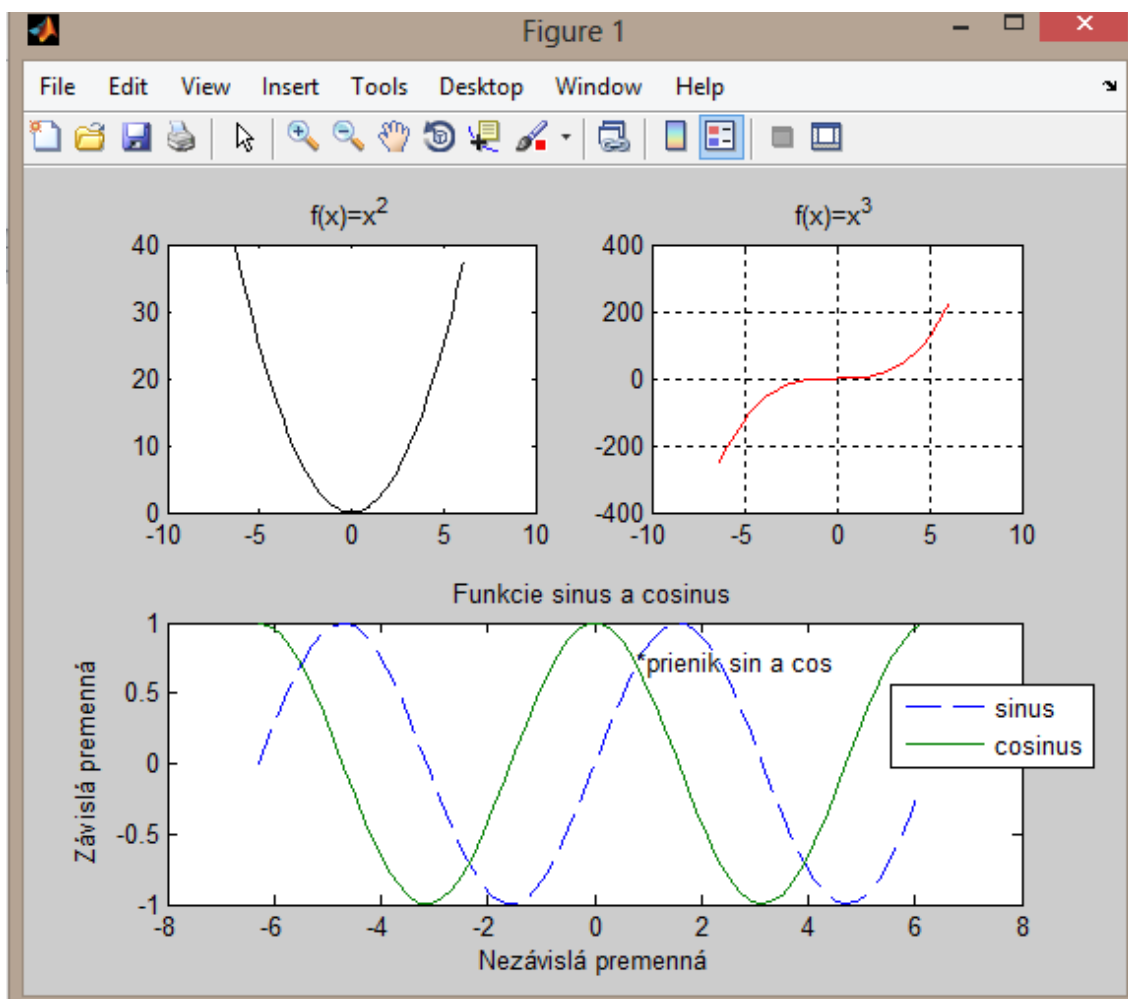 Figure 1
File Edit View Insert Tools Desktop Window Help
f(x)=x²
40
30
20
10
0
-10 -5 0 5 10
f(x)=x³
400
200
0
-200
-400
-10 -5 0 5 10
Funkcie sinus a cosinus
Závislá premenná
1
0.5
0
-0.5
-1
*prienik sin a cos
sinus
cosinus
-8 -6 -4 -2 0 2 4 6 8
Nezávislá premenná